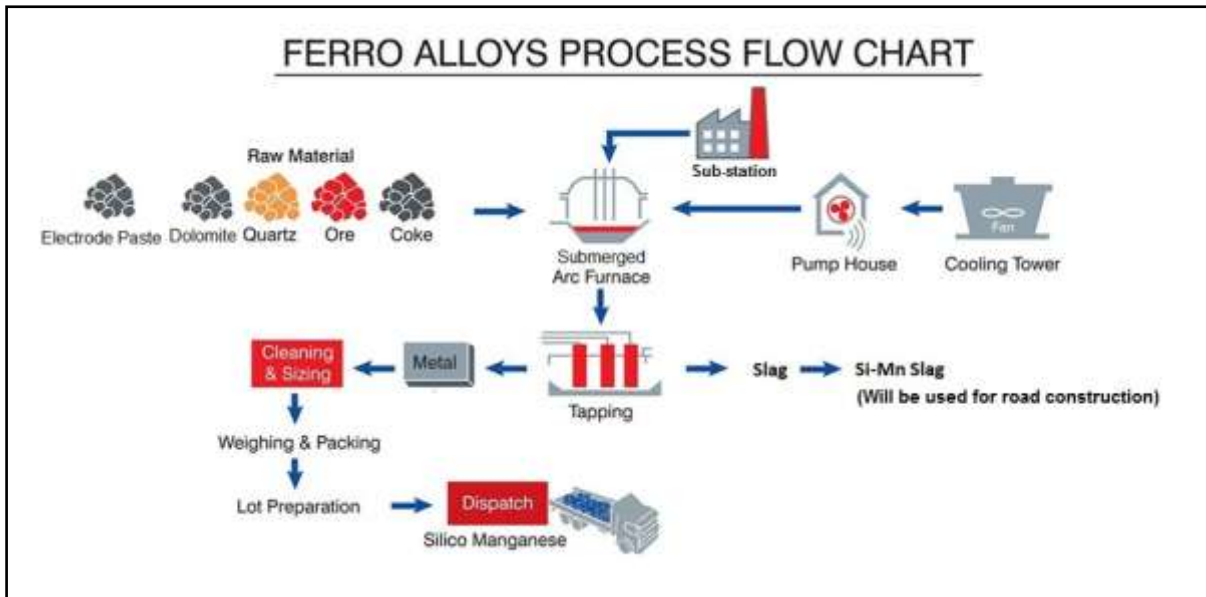 FERRO ALLOYS PROCESS FLOW CHART
Raw Material
Sub-station
Electrode Paste
Dolomite
Quartz
Ore
Coke
Submerged
Arc Furnace
Pump House
Fan
Cooling Tower
Cleaning
& Sizing
Metal
Tapping
Slag
Si-Mn Slag
(Will be used for road construction)
Weighing & Packing
Lot Preparation
Dispatch
Silico Manganese